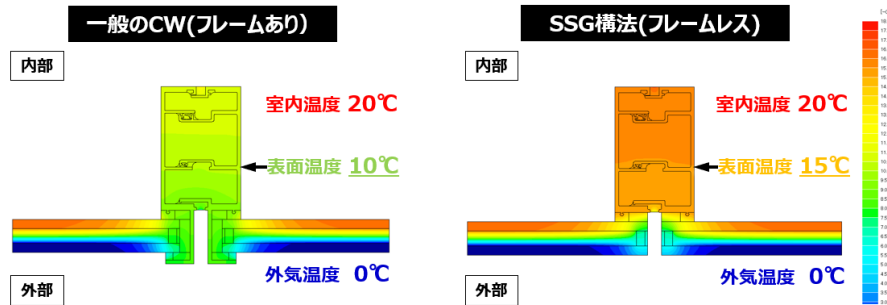 一般のCW(フレームあり)
内部
室内温度 20℃
表面温度 10℃
外気温度 0℃
外部
SSG構法(フレームレス)
内部
室内温度 20℃
表面温度 15℃
外気温度 0℃
外部